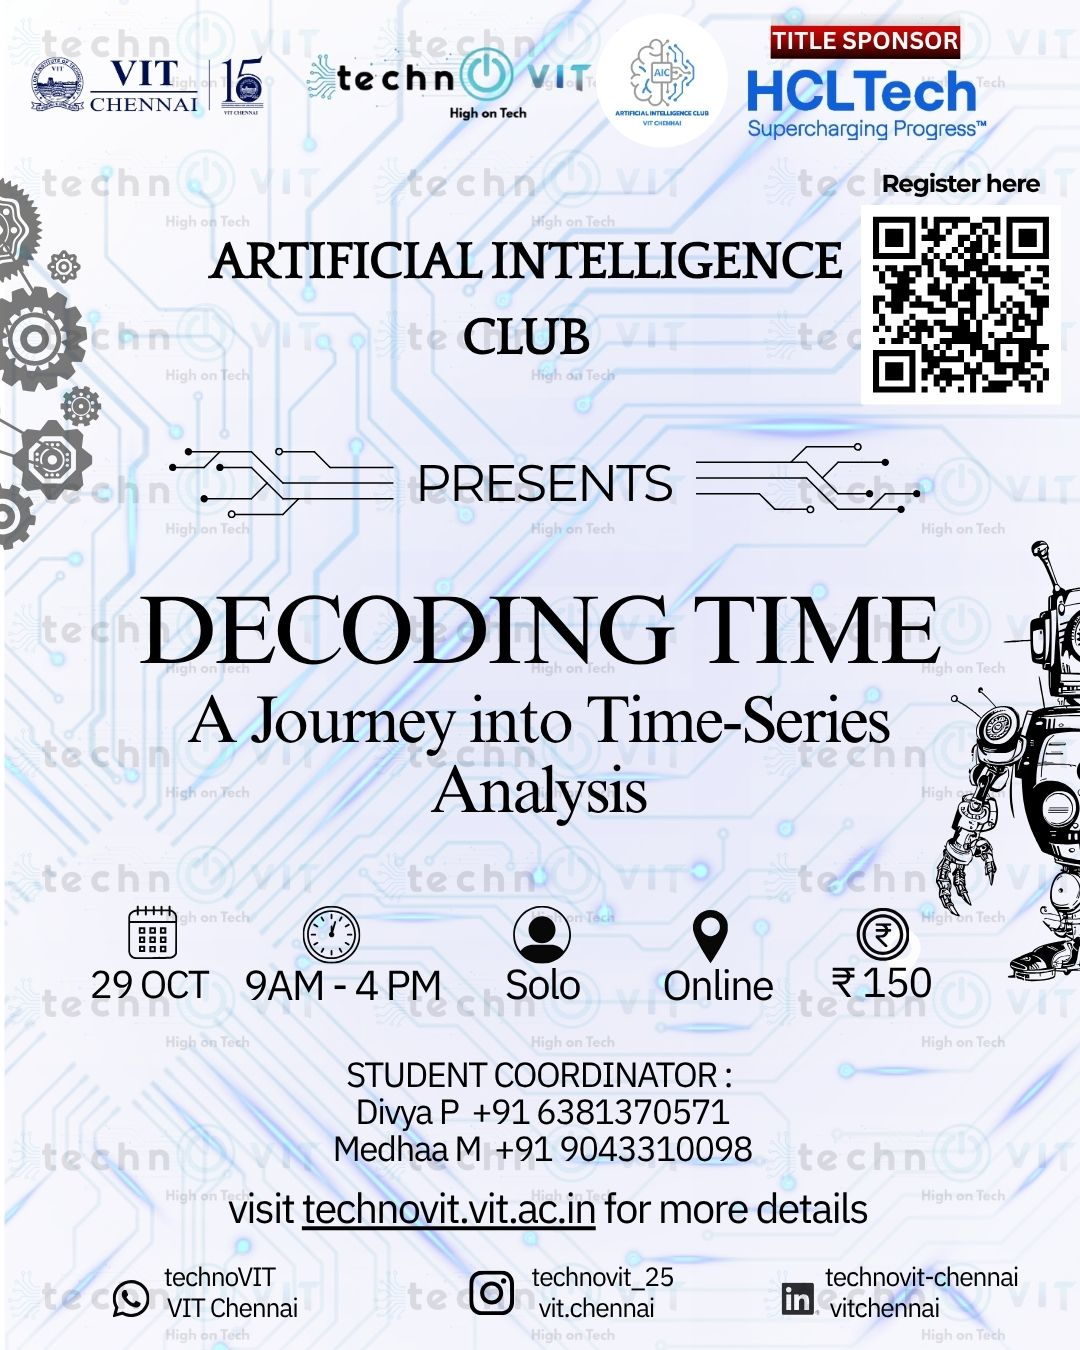 VIT
CHENNAI
15
VIT CHENNAI
techno VIT
High on Tech
AIC
ARTIFICIAL INTELLIGENCE CLUB
VIT CHENNAI
TITLE SPONSOR
HCLTech
Supercharging Progress™
Register here
ARTIFICIAL INTELLIGENCE
CLUB
PRESENTS
DECODING TIME
A Journey into Time-Series
Analysis
29 OCT
9AM - 4 PM
Solo
Online
₹ 150
STUDENT COORDINATOR :
Divya P +91 6381370571
Medhaa M +91 9043310098
visit technovit.vit.ac.in for more details
technoVIT
VIT Chennai
technovit_25
vit.chennai
technovit-chennai
vitchennai